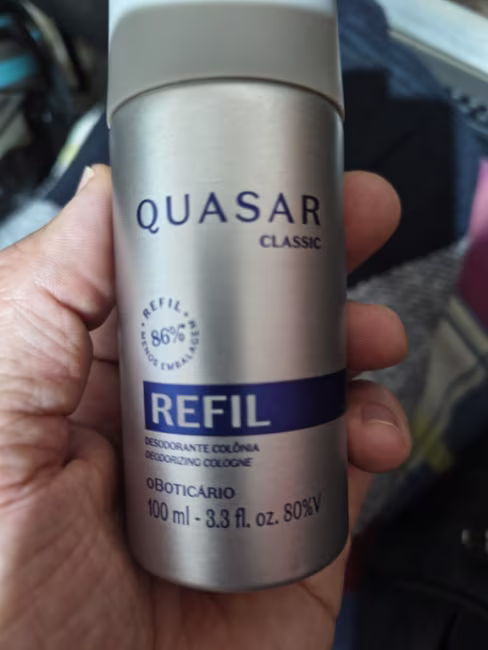 QUASAR
CLASSIC
• REFIL •
86%
MENOS EMBALAGEM
REFIL
DESODORANTE COLÔNIA
DEODORIZING COLOGNE
oBOTICÁRIO
100 ml - 3.3 fl. oz. 80%V